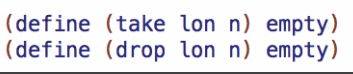 (define (take lon n) empty)
(define (drop lon n) empty)